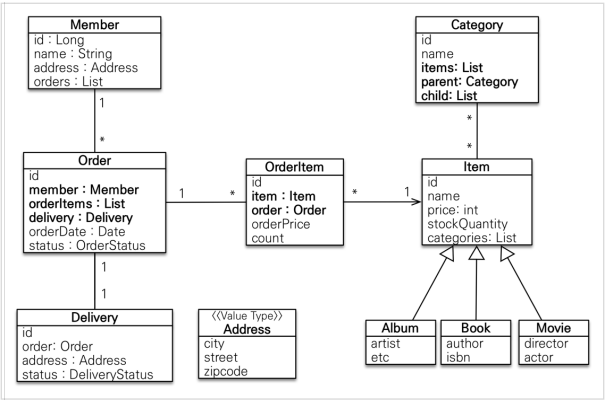 Member
id : Long
name : String
address : Address
orders : List
Category
id
name
items: List
parent: Category
child: List
1
*
*
*
Order
id
member : Member
orderItems : List
delivery : Delivery
orderDate : Date
status : OrderStatus
1
*
OrderItem
id
item : Item
order : Order
orderPrice
count
*
1
Item
id
name
price: int
stockQuantity
categories: List
1
1
Delivery
id
order: Order
address : Address
status : DeliveryStatus
⟨⟨Value Type⟩⟩
Address
city
street
zipcode
Album
artist
etc
Book
author
isbn
Movie
director
actor